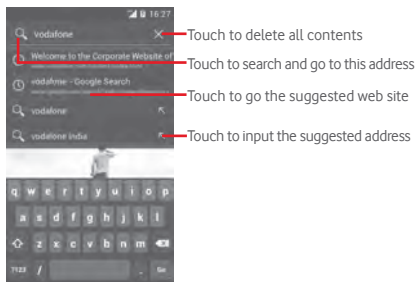 16:27
vodafone
Touch to delete all contents
Welcome to the Corporate Website of
Touch to search and go to this address
vodafone - Google Search
Touch to go the suggested web site
vodafone
vodafone india
Touch to input the suggested address
q w e r t y u i o p
a s d f g h j k l
z x c v b n m
?123 / . Go